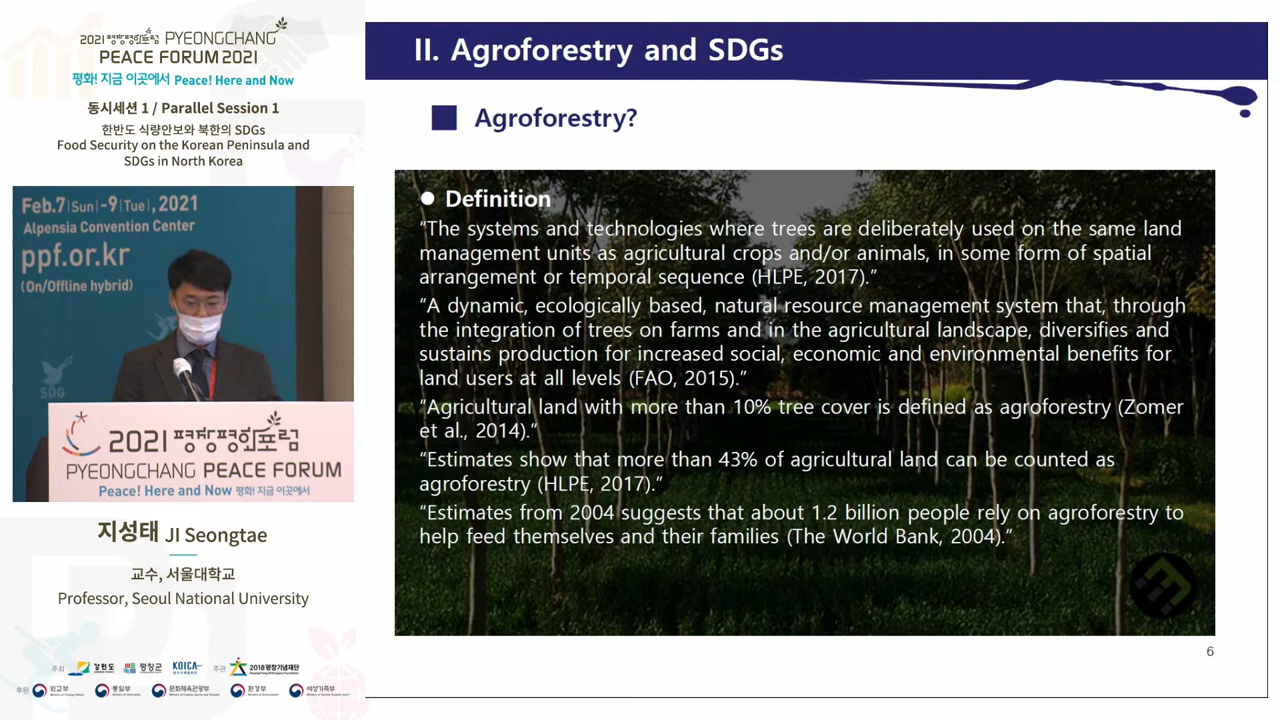 2021 평창평화포럼 PYEONGCHANG
PEACE FORUM 2021
평화! 지금 이곳에서 Peace! Here and Now
동시세션 1 / Parallel Session 1
한반도 식량안보와 북한의 SDGs
Food Security on the Korean Peninsula and
SDGs in North Korea
Feb.7|Sun|-9|Tue|,2021
Alpensia Convention Center
ppf.or.kr
(On/Offline hybrid)
SDG
2021 평창평화포럼
PYEONGCHANG PEACE FORUM
Peace! Here and Now 평화! 지금 이곳에서
지성태 JI Seongtae
교수, 서울대학교
Professor, Seoul National University
주최 강원도 평창군 KOICA 주관 2018평창기념재단
후원 외교부 통일부 문화체육관광부 환경부 여성가족부
II. Agroforestry and SDGs
Agroforestry?
● Definition
“The systems and technologies where trees are deliberately used on the same land
management units as agricultural crops and/or animals, in some form of spatial
arrangement or temporal sequence (HLPE, 2017).”
“A dynamic, ecologically based, natural resource management system that, through
the integration of trees on farms and in the agricultural landscape, diversifies and
sustains production for increased social, economic and environmental benefits for
land users at all levels (FAO, 2015).”
“Agricultural land with more than 10% tree cover is defined as agroforestry (Zomer
et al., 2014).”
“Estimates show that more than 43% of agricultural land can be counted as
agroforestry (HLPE, 2017).”
“Estimates from 2004 suggests that about 1.2 billion people rely on agroforestry to
help feed themselves and their families (The World Bank, 2004).”
6